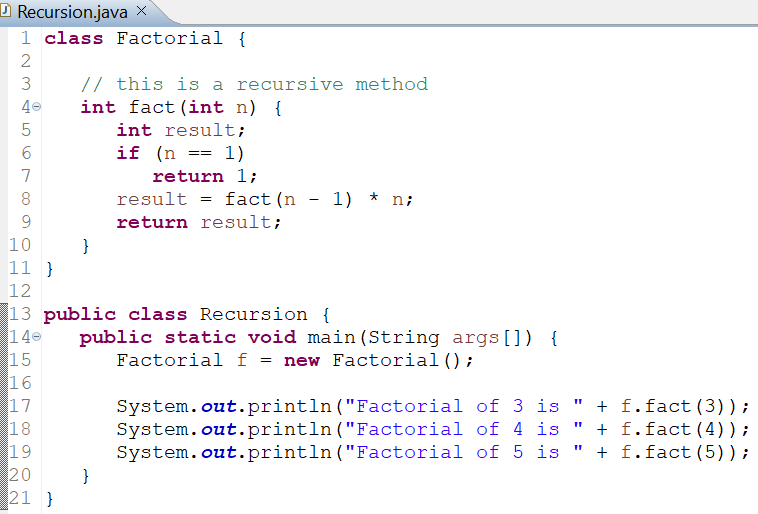 Recursion.java
1 class Factorial {
2
3    // this is a recursive method
4    int fact(int n) {
5       int result;
6       if (n == 1)
7          return 1;
8       result = fact(n - 1) * n;
9       return result;
10    }
11 }
12
13 public class Recursion {
14    public static void main(String args[]) {
15       Factorial f = new Factorial();
16
17       System.out.println("Factorial of 3 is " + f.fact(3));
18       System.out.println("Factorial of 4 is " + f.fact(4));
19       System.out.println("Factorial of 5 is " + f.fact(5));
20    }
21 }